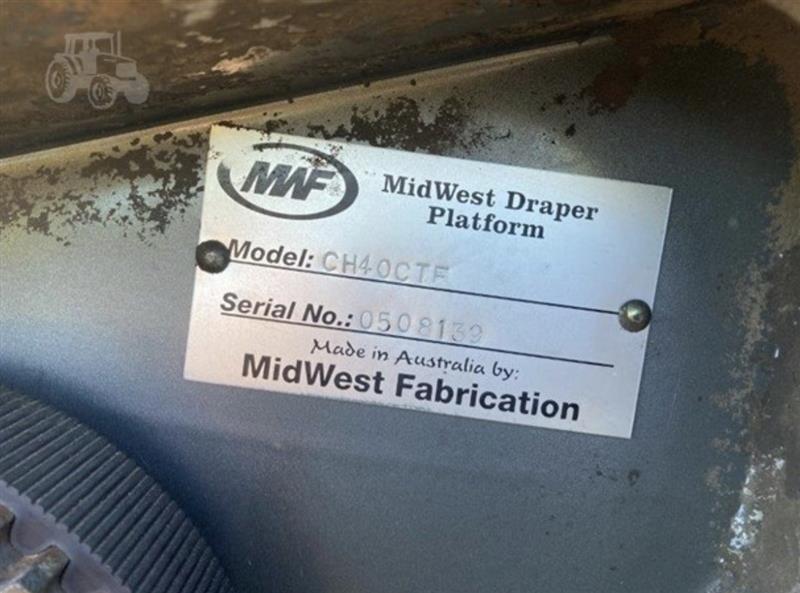 MWF
MidWest Draper
Platform
Model: CH40CTF
Serial No.: 0508139
Made in Australia by:
MidWest Fabrication